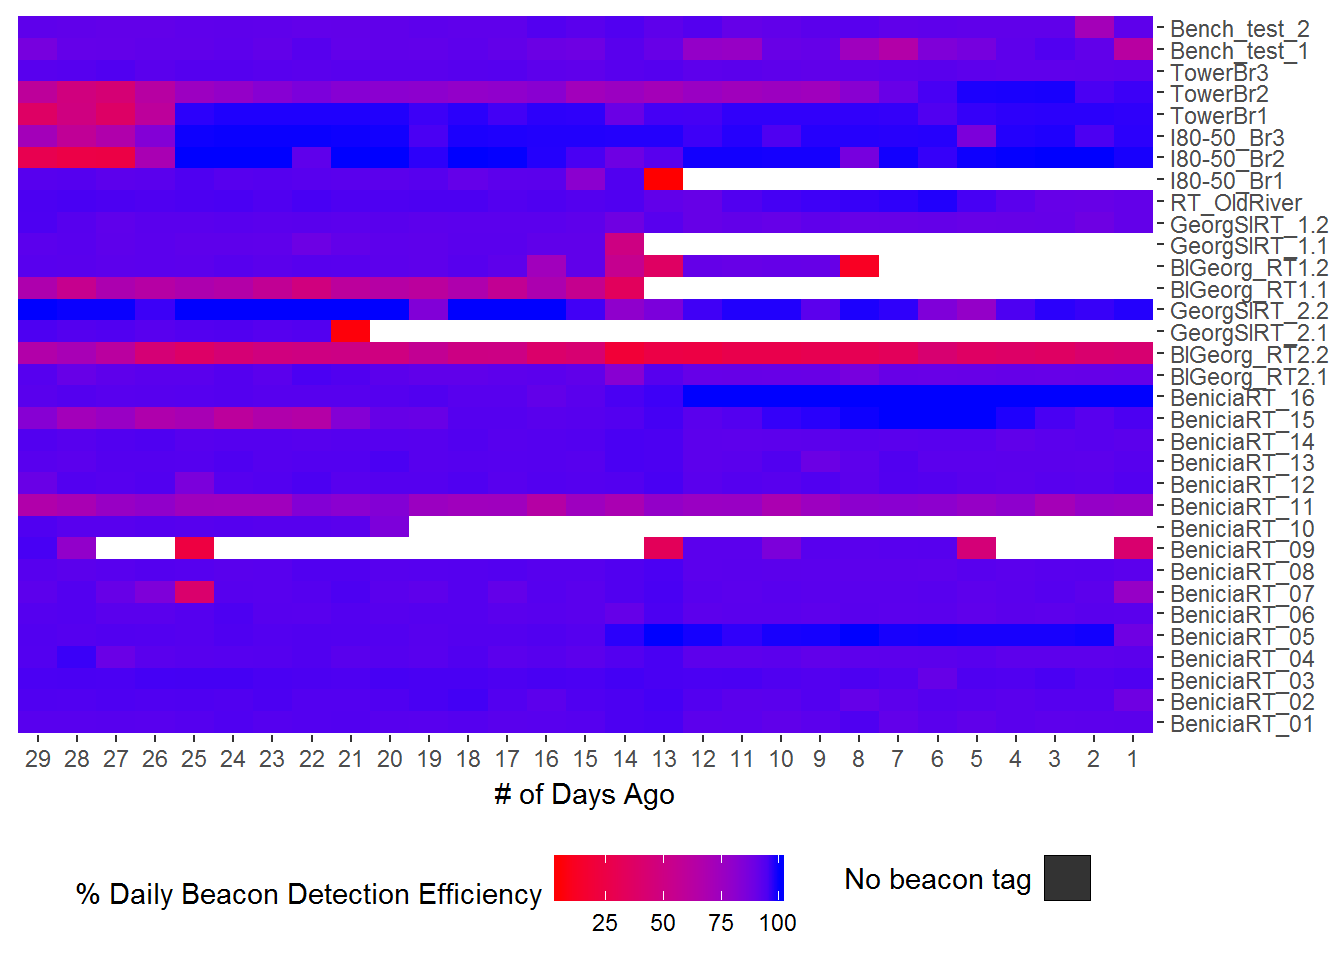 Bench_test_2
Bench_test_1
TowerBr3
TowerBr2
TowerBr1
I80-50_Br3
I80-50_Br2
I80-50_Br1
RT_OldRiver
GeorgSlRT_1.2
GeorgSlRT_1.1
BlGeorg_RT1.2
BlGeorg_RT1.1
GeorgSlRT_2.2
GeorgSlRT_2.1
BlGeorg_RT2.2
BlGeorg_RT2.1
BeniciaRT_16
BeniciaRT_15
BeniciaRT_14
BeniciaRT_13
BeniciaRT_12
BeniciaRT_11
BeniciaRT_10
BeniciaRT_09
BeniciaRT_08
BeniciaRT_07
BeniciaRT_06
BeniciaRT_05
BeniciaRT_04
BeniciaRT_03
BeniciaRT_02
BeniciaRT_01
29 28 27 26 25 24 23 22 21 20 19 18 17 16 15 14 13 12 11 10 9 8 7 6 5 4 3 2 1
# of Days Ago
% Daily Beacon Detection Efficiency
25 50 75 100
No beacon tag